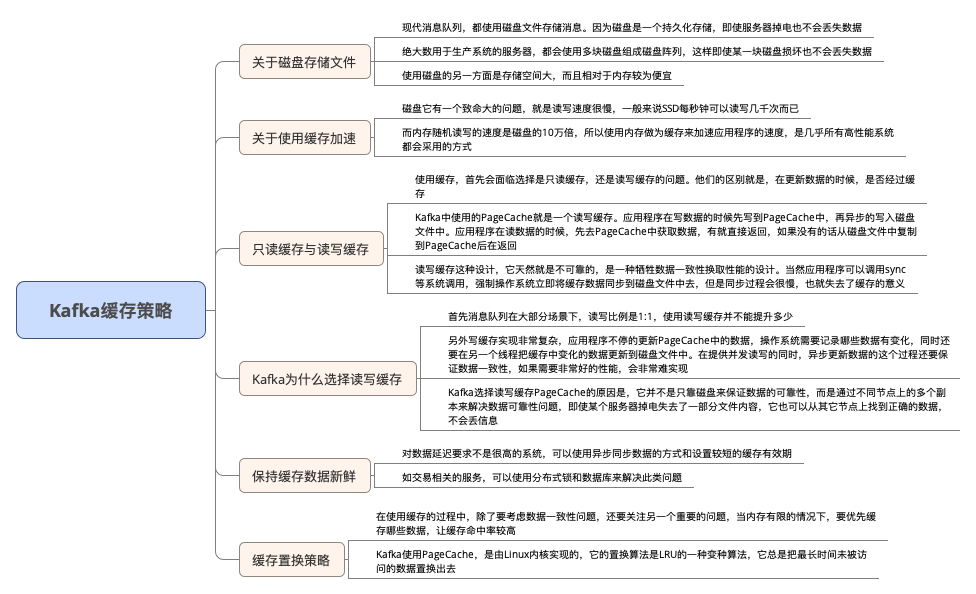 Kafka缓存策略
关于磁盘存储文件
现代消息队列，都使用磁盘文件存储消息。因为磁盘是一个持久化存储，即使服务器掉电也不会丢失数据
绝大数用于生产系统的服务器，都会使用多块磁盘组成磁盘阵列，这样即使某一块磁盘损坏也不会丢失数据
使用磁盘的另一方面是存储空间大，而且相对于内存较为便宜
关于使用缓存加速
磁盘它有一个致命大的问题，就是读写速度很慢，一般来说SSD每秒钟可以读写几千次而已
而内存随机读写的速度是磁盘的10万倍，所以使用内存做为缓存来加速应用程序的速度，是几乎所有高性能系统
都会采用的方式
只读缓存与读写缓存
使用缓存，首先会面临选择是只读缓存，还是读写缓存的问题。他们的区别就是，在更新数据的时候，是否经过缓
存
Kafka中使用的PageCache就是一个读写缓存。应用程序在写数据的时候先写到PageCache中，再异步的写入磁盘
文件中。应用程序在读数据的时候，先去PageCache中获取数据，有就直接返回，如果没有的话从磁盘文件中复制
到PageCache后在返回
读写缓存这种设计，它天然就是不可靠的，是一种牺牲数据一致性换取性能的设计。当然应用程序可以调用sync
等系统调用，强制操作系统立即将缓存数据同步到磁盘文件中去，但是同步过程会很慢，也就失去了缓存的意义
Kafka为什么选择读写缓存
首先消息队列在大部分场景下，读写比例是1:1，使用读写缓存并不能提升多少
另外写缓存实现非常复杂，应用程序不停的更新PageCache中的数据，操作系统需要记录哪些数据有变化，同时还
要在另一个线程把缓存中变化的数据更新到磁盘文件中。在提供并发读写的同时，异步更新数据的这个过程还要保
证数据一致性，如果需要非常好的性能，会非常难实现
Kafka选择读写缓存PageCache的原因是，它并不是只靠磁盘来保证数据的可靠性，而是通过不同节点上的多个副
本来解决数据可靠性问题，即使某个服务器掉电失去了一部分文件内容，它也可以从其它节点上找到正确的数据，
不会丢信息
保持缓存数据新鲜
对数据延迟要求不是很高的系统，可以使用异步同步数据的方式和设置较短的缓存有效期
如交易相关的服务，可以使用分布式锁和数据库来解决此类问题
缓存置换策略
在使用缓存的过程中，除了要考虑数据一致性问题，还要关注另一个重要的问题，当内存有限的情况下，要优先缓
存哪些数据，让缓存命中率较高
Kafka使用PageCache，是由Linux内核实现的，它的置换算法是LRU的一种变种算法，它总是把最长时间未被访
问的数据置换出去